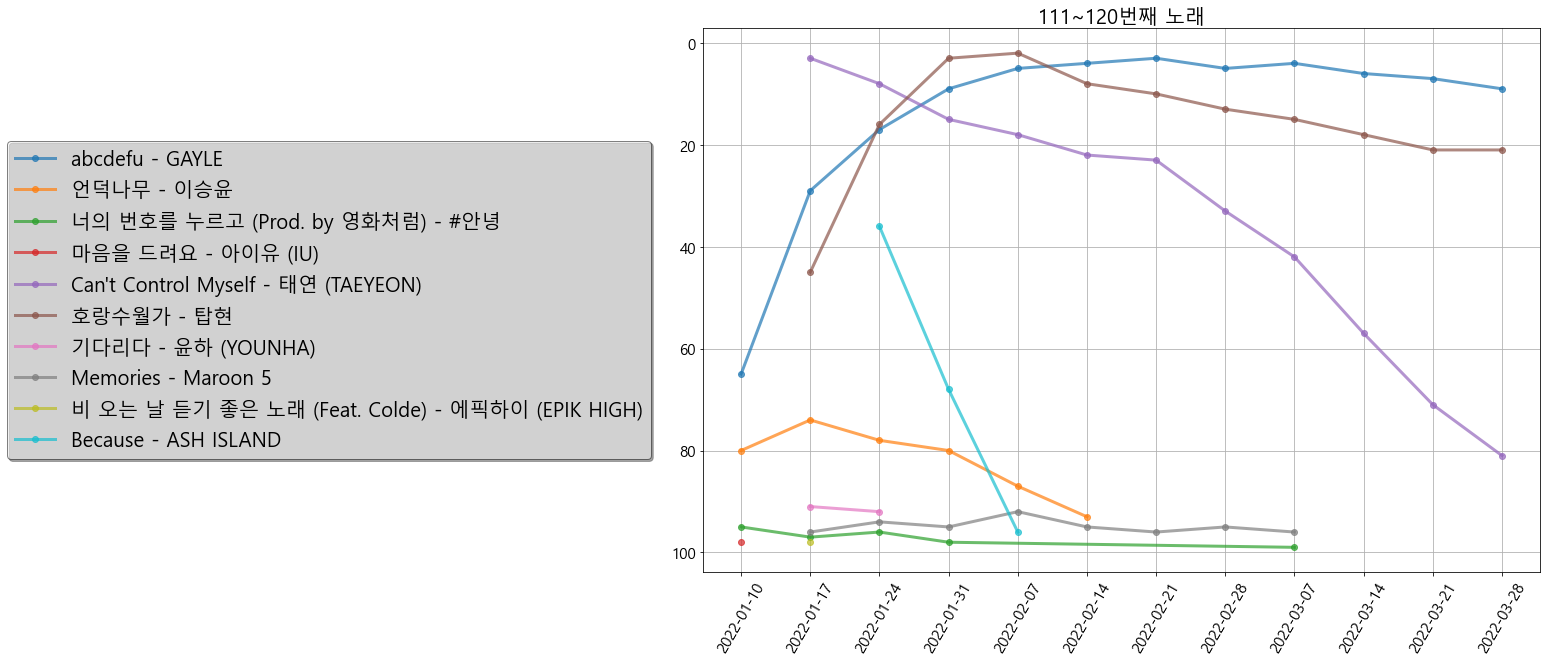 111~120번째 노래
abcdefu - GAYLE
언덕나무 - 이승윤
너의 번호를 누르고 (Prod. by 영화처럼) - #안녕
마음을 드려요 - 아이유 (IU)
Can't Control Myself - 태연 (TAEYEON)
호랑수월가 - 탑현
기다리다 - 윤하 (YOUNHA)
Memories - Maroon 5
비 오는 날 듣기 좋은 노래 (Feat. Colde) - 에픽하이 (EPIK HIGH)
Because - ASH ISLAND
0
20
40
60
80
100
2022-01-10
2022-01-17
2022-01-24
2022-01-31
2022-02-07
2022-02-14
2022-02-21
2022-02-28
2022-03-07
2022-03-14
2022-03-21
2022-03-28